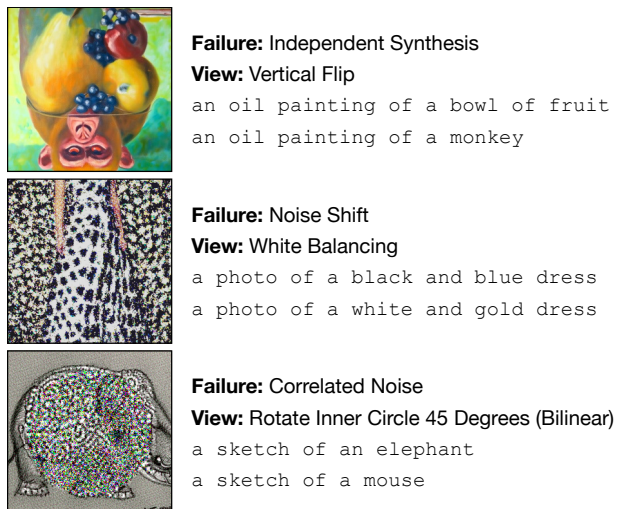 Failure: Independent Synthesis
View: Vertical Flip
an oil painting of a bowl of fruit
an oil painting of a monkey
Failure: Noise Shift
View: White Balancing
a photo of a black and blue dress
a photo of a white and gold dress
Failure: Correlated Noise
View: Rotate Inner Circle 45 Degrees (Bilinear)
a sketch of an elephant
a sketch of a mouse